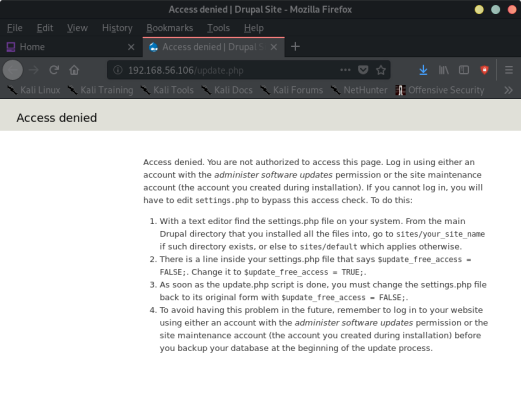 Access denied | Drupal Site - Mozilla Firefox
File Edit View History Bookmarks Tools Help
Home × Access denied | Drupal S × +
192.168.56.106/update.php
Kali Linux Kali Training Kali Tools Kali Docs Kali Forums NetHunter Offensive Security
Access denied
Access denied. You are not authorized to access this page. Log in using either an
account with the administer software updates permission or the site maintenance
account (the account you created during installation). If you cannot log in, you will
have to edit settings.php to bypass this access check. To do this:
1. With a text editor find the settings.php file on your system. From the main
Drupal directory that you installed all the files into, go to sites/your_site_name
if such directory exists, or else to sites/default which applies otherwise.
2. There is a line inside your settings.php file that says $update_free_access =
FALSE;. Change it to $update_free_access = TRUE;.
3. As soon as the update.php script is done, you must change the settings.php file
back to its original form with $update_free_access = FALSE;.
4. To avoid having this problem in the future, remember to log in to your website
using either an account with the administer software updates permission or the
site maintenance account (the account you created during installation) before
you backup your database at the beginning of the update process.